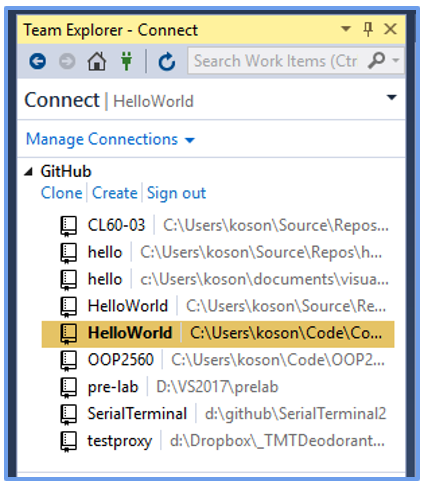 Team Explorer - Connect
Search Work Items (Ctr
Connect | HelloWorld
Manage Connections
GitHub
Clone | Create | Sign out
CL60-03 | C:\Users\koson\Source\Repos...
hello | C:\Users\koson\Source\Repos\h...
hello | c:\Users\koson\documents\visua...
HelloWorld | C:\Users\koson\Source\Re...
HelloWorld | C:\Users\koson\Code\Co...
OOP2560 | C:\Users\koson\Code\OOP2...
pre-lab | D:\VS2017\prelab
SerialTerminal | d:\github\SerialTerminal2
testproxy | d:\Dropbox\_TMTDeodorant...